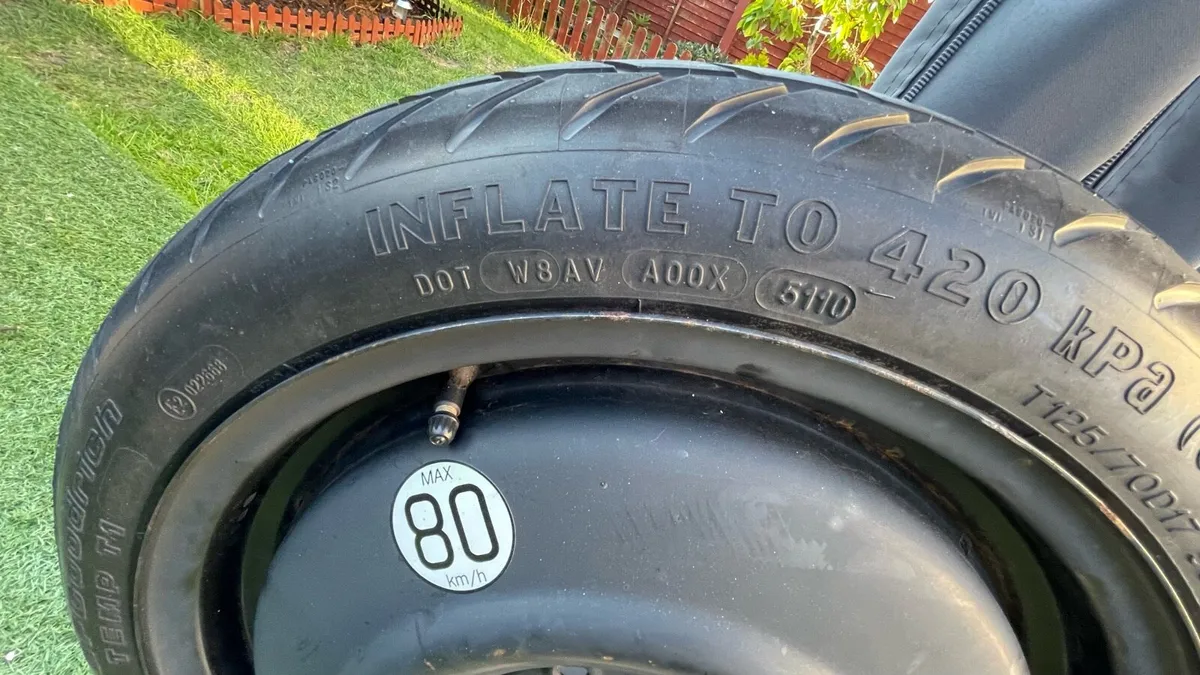 INFLATE TO 420 kPa
DOT W8AV A00X 5110
T125/70D17
TEMP T1
MAX
80
km/h